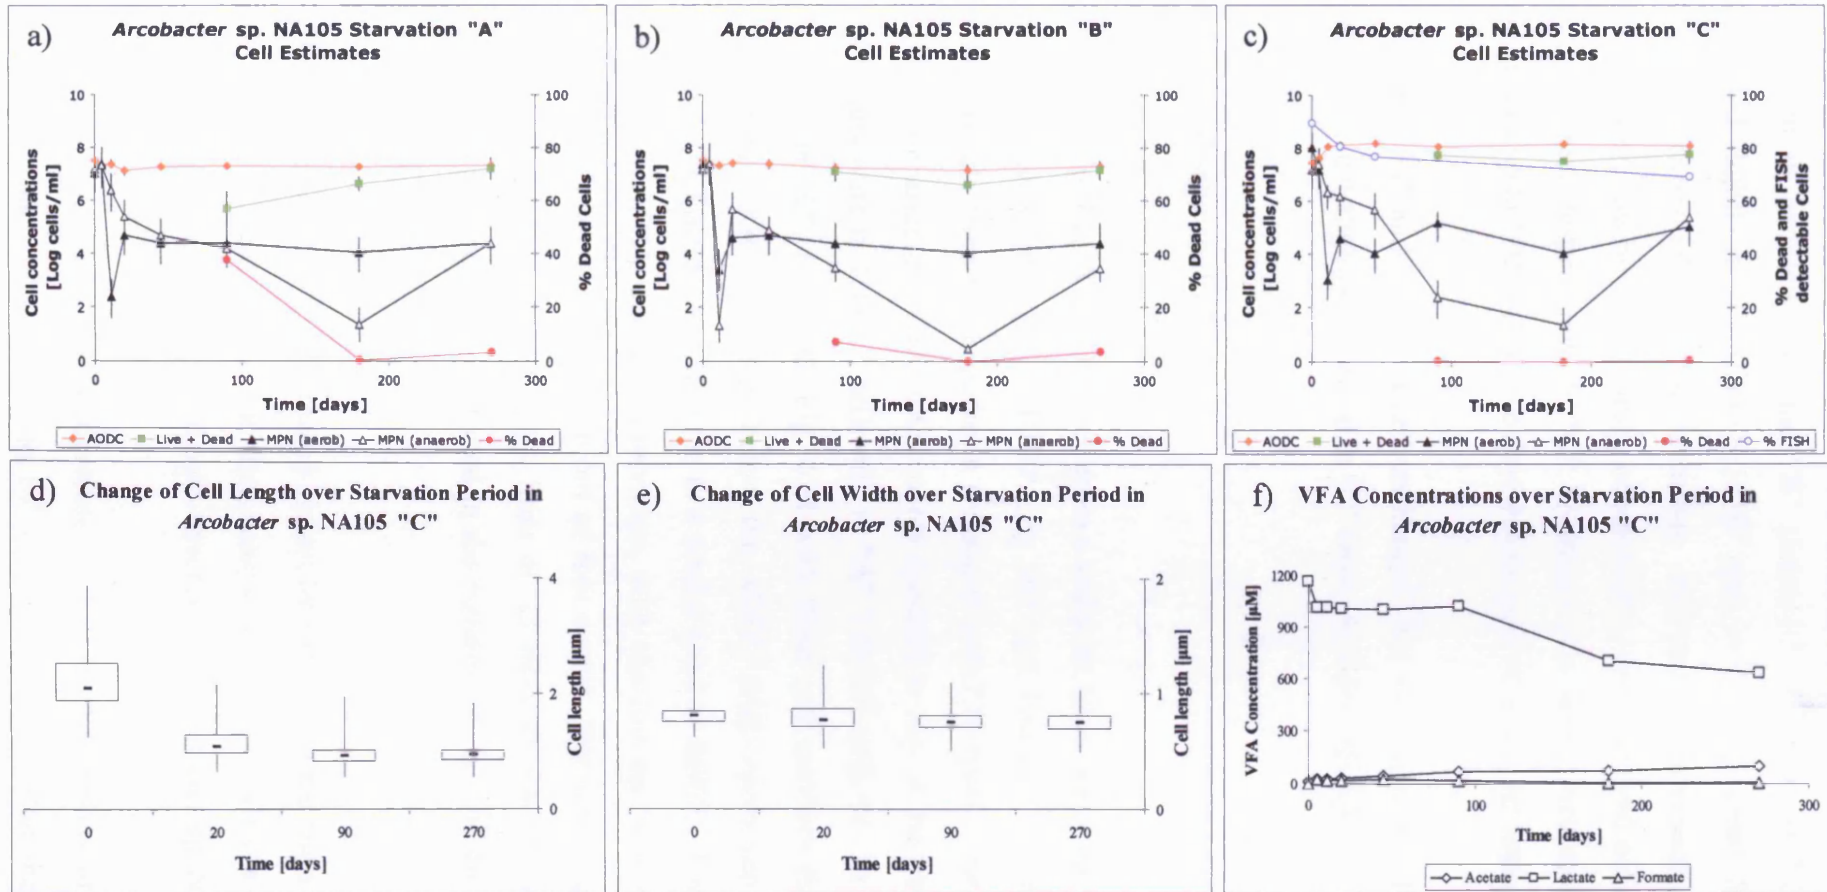 a)
Arcobacter sp. NA105 Starvation "A"
Cell Estimates
Cell concentrations
[Log cells/ml]
10
8
6
4
2
0
100
80
60
40
20
0
% Dead Cells
0
100
200
300
Time [days]
AODC Live + Dead MPN (aerob) MPN (anaerob) % Dead
b)
Arcobacter sp. NA105 Starvation "B"
Cell Estimates
Cell concentrations
[Log cells/ml]
10
8
6
4
2
0
100
80
60
40
20
0
% Dead Cells
0
100
200
300
Time [days]
AODC Live + Dead MPN (aerob) MPN (anaerob) % Dead
c)
Arcobacter sp. NA105 Starvation "C"
Cell Estimates
Cell concentrations
[Log cells/ml]
10
8
6
4
2
0
100
80
60
40
20
0
% Dead and FISH
detectable Cells
0
100
200
300
Time [days]
AODC Live + Dead MPN (aerob) MPN (anaerob) % Dead % FISH
d)
Change of Cell Length over Starvation Period in
Arcobacter sp. NA105 "C"
4
2
0
Cell length [µm]
0
20
90
270
Time [days]
e)
Change of Cell Width over Starvation Period in
Arcobacter sp. NA105 "C"
2
1
0
Cell length [µm]
0
20
90
270
Time [days]
f)
VFA Concentrations over Starvation Period in
Arcobacter sp. NA105 "C"
VFA Concentration [µM]
1200
900
600
300
0
0
100
200
300
Time [days]
Acetate Lactate Formate